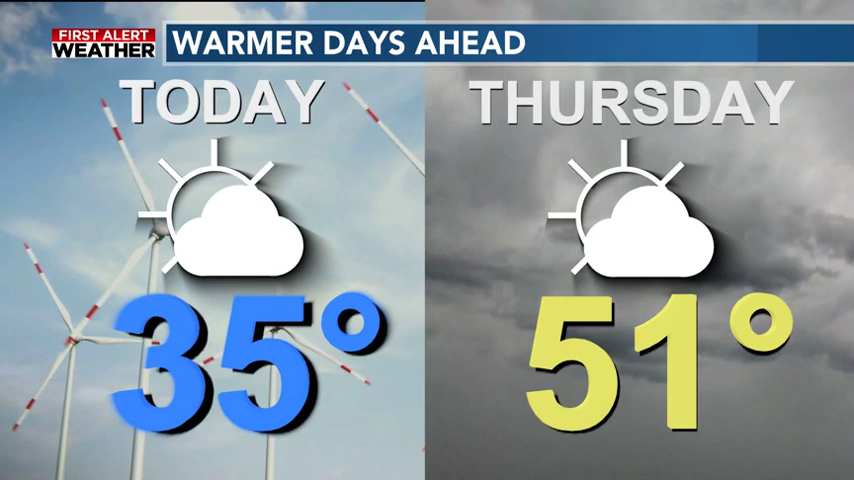 FIRST ALERT
WEATHER
WARMER DAYS AHEAD
TODAY
THURSDAY
35°
51°